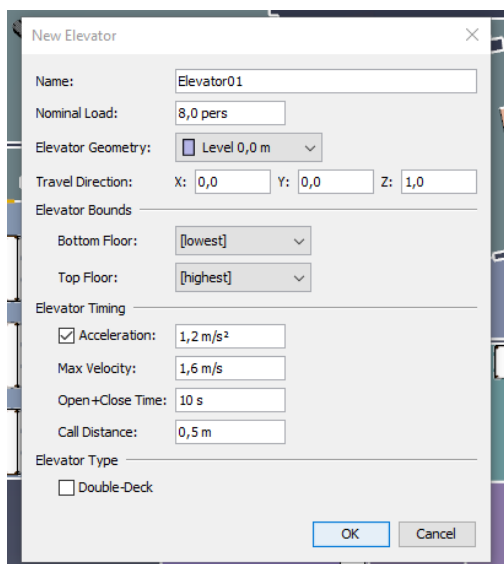 New Elevator
Name: Elevator01
Nominal Load: 8,0 pers
Elevator Geometry: Level 0,0 m
Travel Direction: X: 0,0 Y: 0,0 Z: 1,0
Elevator Bounds
Bottom Floor: [lowest]
Top Floor: [highest]
Elevator Timing
Acceleration: 1,2 m/s²
Max Velocity: 1,6 m/s
Open+Close Time: 10 s
Call Distance: 0,5 m
Elevator Type
Double-Deck
OK Cancel